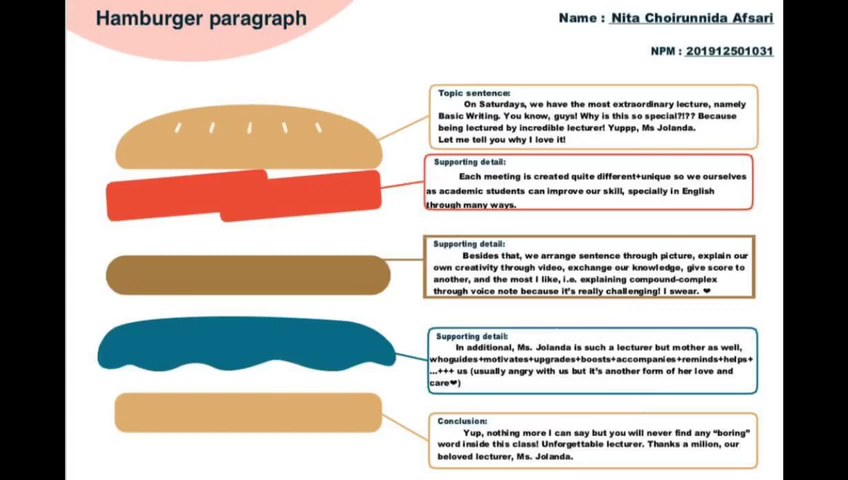 Hamburger paragraph
Name : Nita Choirunnida Afsari
NPM : 201912501031
Topic sentence:
On Saturdays, we have the most extraordinary lecture, namely
Basic Writing. You know, guys! Why is this so special?!?? Because
being lectured by incredible lecturer! Yuppp, Ms Jolanda.
Let me tell you why I love it!
Supporting detail:
Each meeting is created quite different+unique so we ourselves
as academic students can improve our skill, specially in English
through many ways.
Supporting detail:
Besides that, we arrange sentence through picture, explain our
own creativity through video, exchange our knowledge, give score to
another, and the most I like, i.e. explaining compound-complex
through voice note because it's really challenging! I swear. ❤
Supporting detail:
In additional, Ms. Jolanda is such a lecturer but mother as well,
whoguides+motivates+upgrades+boosts+accompanies+reminds+helps+
...+++ us (usually angry with us but it's another form of her love and
care❤)
Conclusion:
Yup, nothing more I can say but you will never find any "boring"
word inside this class! Unforgettable lecturer. Thanks a milion, our
beloved lecturer, Ms. Jolanda.